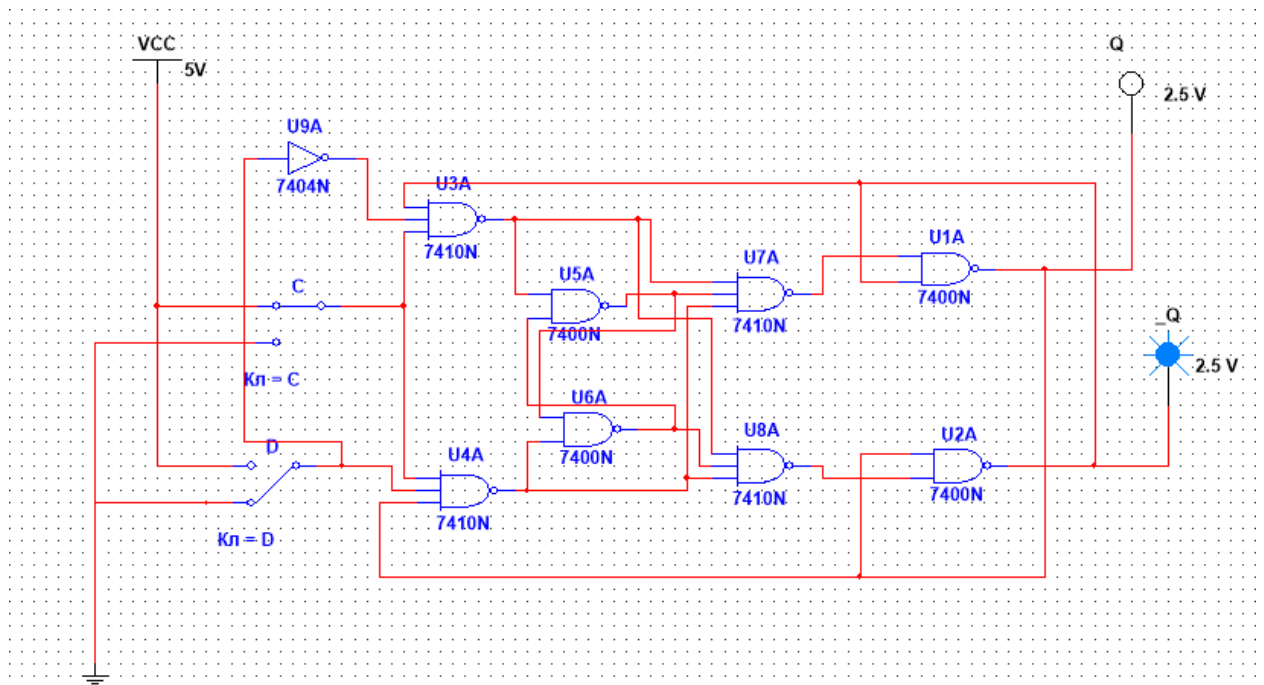 VCC
5V
Q
2.5 V
U9A
7404N
U3A
7410N
U1A
7400N
U7A
7410N
U5A
7400N
C
Кл = C
_Q
2.5 V
U6A
7400N
U8A
7410N
U2A
7400N
D
U4A
7410N
Кл = D